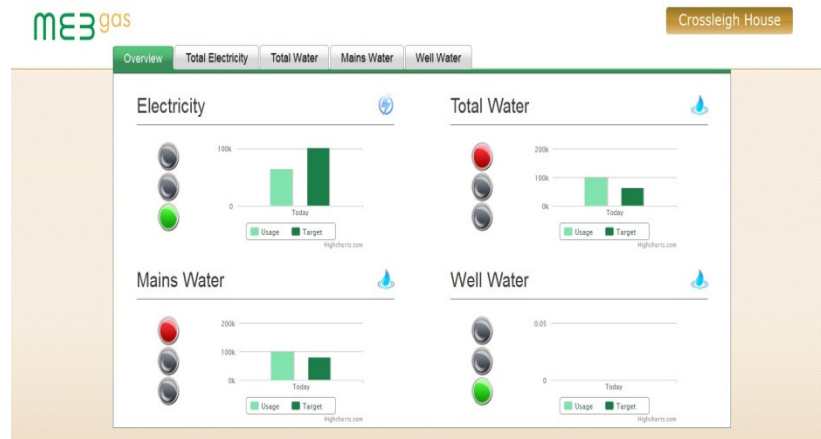 MEB gas
Crossleigh House
Overview Total Electricity Total Water Mains Water Well Water
Electricity
100k
0
Today
Usage Target
Highcharts.com
Total Water
200k
100k
0k
Today
Usage Target
Highcharts.com
Mains Water
200k
100k
0k
Today
Usage Target
Highcharts.com
Well Water
0.05
0
Today
Usage Target
Highcharts.com